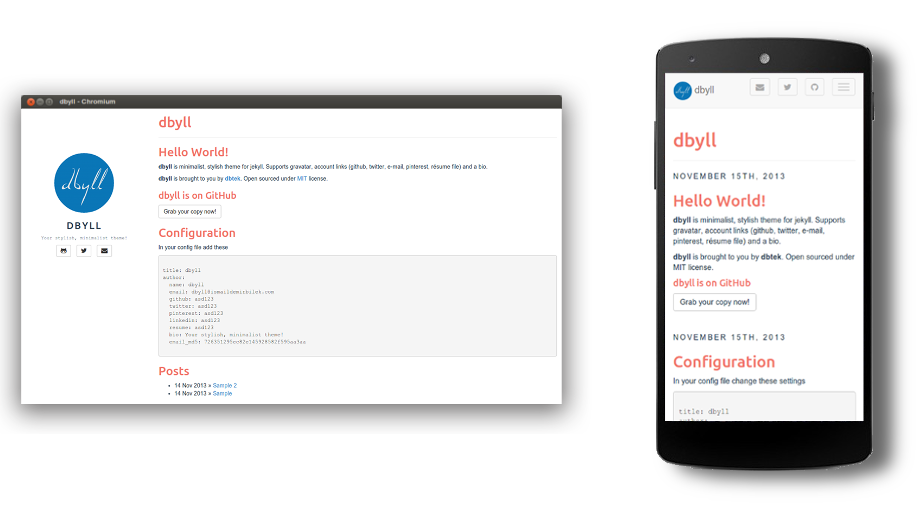 dbyll - Chromium
dbyll
dbyll
DBYLL
Your stylish, minimalist theme!
Hello World!
dbyll is minimalist, stylish theme for jekyll. Supports gravatar, account links (github, twitter, e-mail, pinterest, résume file) and a bio.
dbyll is brought to you by dbtek. Open sourced under MIT license.
dbyll is on GitHub
Grab your copy now!
Configuration
In your config file add these
title: dbyll
author:
name: dbyll
email: dbyll@ismaildemirbilek.com
github: asd123
twitter: asd123
pinterest: asd123
linkedin: asd123
resume: asd123
bio: Your stylish, minimalist theme!
email_md5:
Posts
14 Nov 2013 » Sample 2
14 Nov 2013 » Sample
dbyll
dbyll
dbyll
NOVEMBER 15TH, 2013
Hello World!
dbyll is minimalist, stylish theme for jekyll. Supports
gravatar, account links (github, twitter, e-mail,
pinterest, résume file) and a bio.
dbyll is brought to you by dbtek. Open sourced under
MIT license.
dbyll is on GitHub
Grab your copy now!
NOVEMBER 15TH, 2013
Configuration
In your config file change these settings
title: dbyll